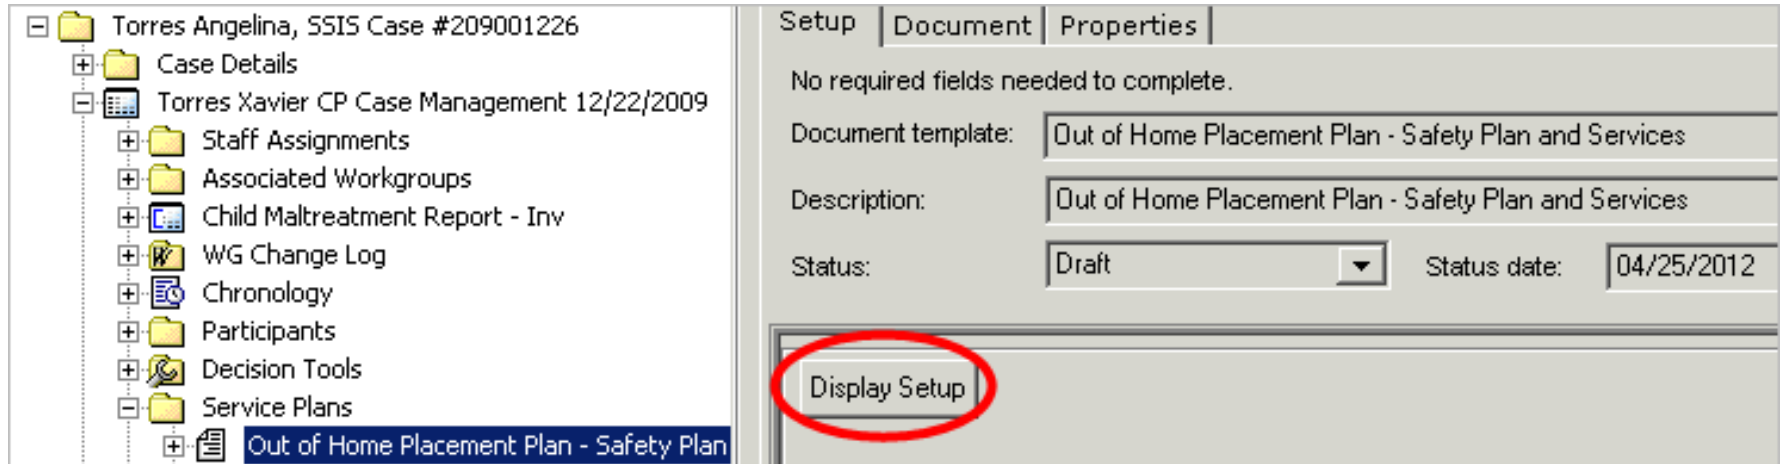 Torres Angelina, SSIS Case #209001226
Case Details
Torres Xavier CP Case Management 12/22/2009
Staff Assignments
Associated Workgroups
Child Maltreatment Report - Inv
WG Change Log
Chronology
Participants
Decision Tools
Service Plans
Out of Home Placement Plan - Safety Plan
Setup Document Properties
No required fields needed to complete.
Document template: Out of Home Placement Plan - Safety Plan and Services
Description: Out of Home Placement Plan - Safety Plan and Services
Status: Draft Status date: 04/25/2012
Display Setup